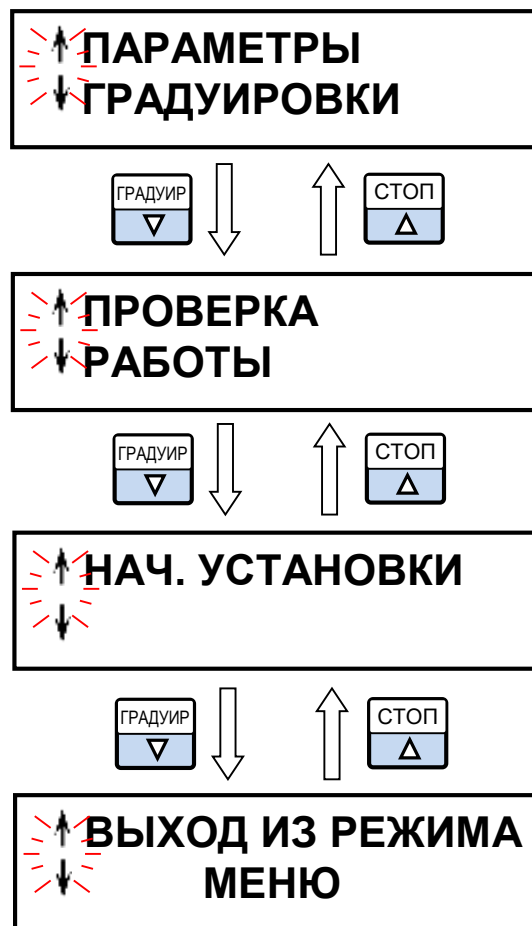 ПАРАМЕТРЫ
ГРАДУИРОВКИ
ГРАДУИР
СТОП
ПРОВЕРКА
РАБОТЫ
ГРАДУИР
СТОП
НАЧ. УСТАНОВКИ
ГРАДУИР
СТОП
ВЫХОД ИЗ РЕЖИМА
МЕНЮ